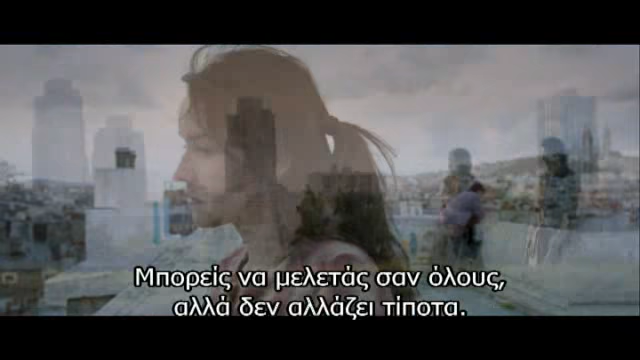 Μπορείς να μελετάς σαν όλους,
αλλά δεν αλλάζει τίποτα.